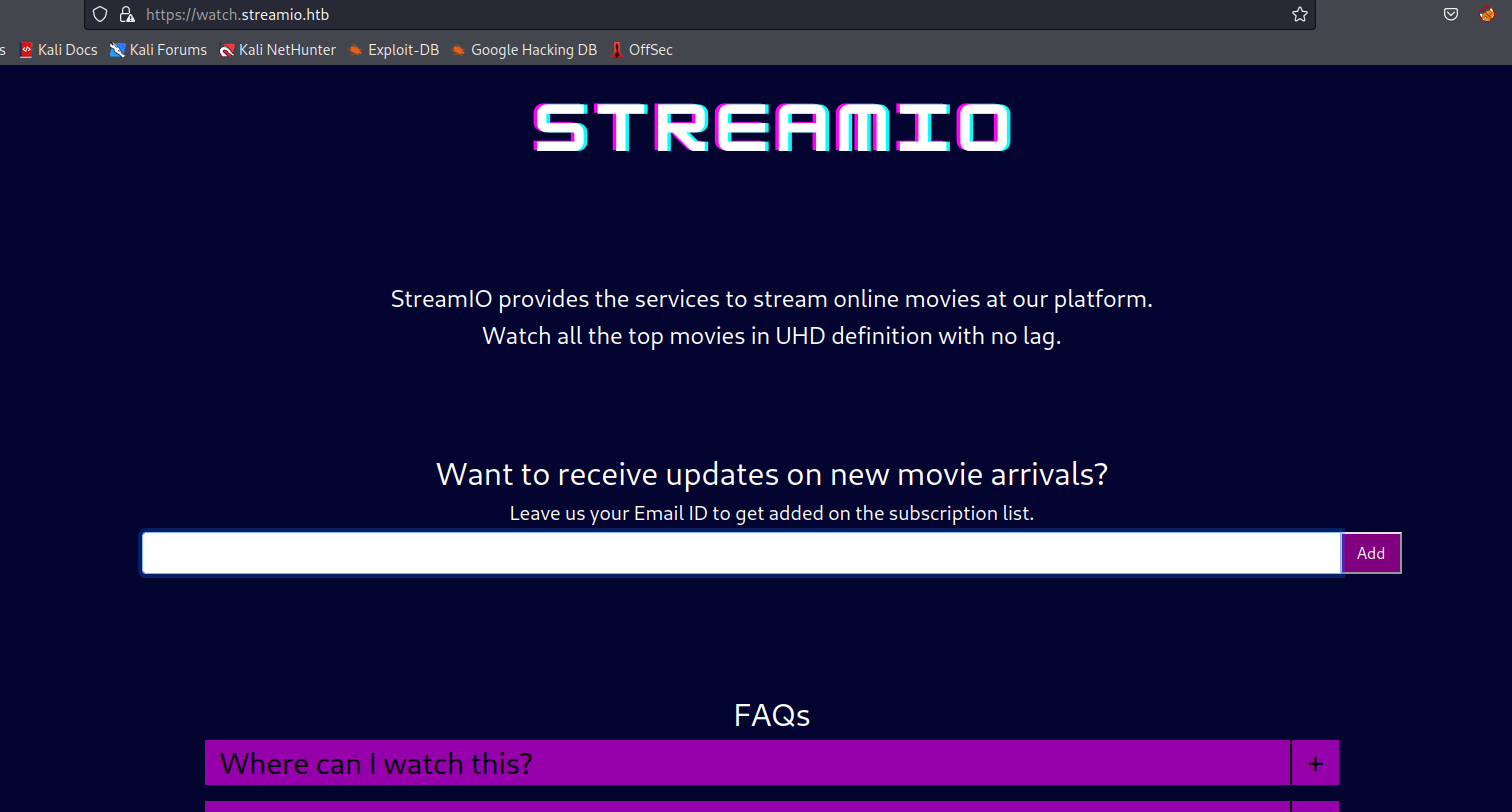 https://watch.streamio.htb
s Kali Docs Kali Forums Kali NetHunter Exploit-DB Google Hacking DB OffSec
STREAMIO
StreamIO provides the services to stream online movies at our platform.
Watch all the top movies in UHD definition with no lag.
Want to receive updates on new movie arrivals?
Leave us your Email ID to get added on the subscription list.
Add
FAQs
Where can I watch this? +